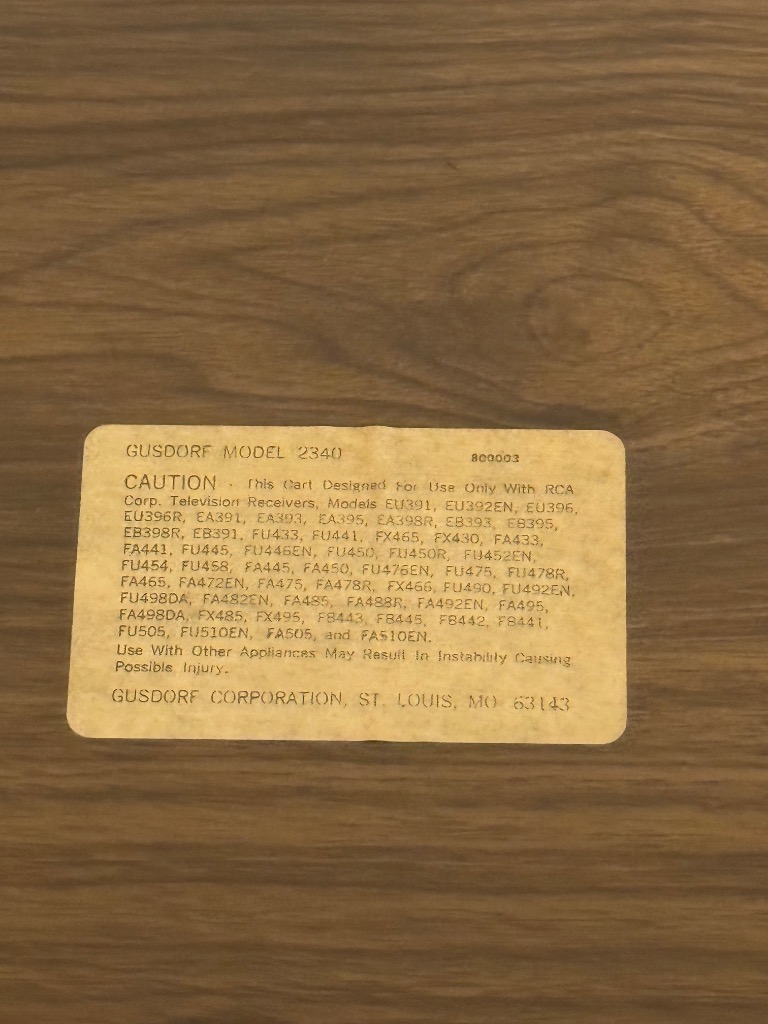 GUSDORF MODEL 2340 800003
CAUTION - This Cart Designed For Use Only With RCA
Corp. Television Receivers, Models EU391, EU392EN, EU396,
EU396R, EA391, EA393, EA395, EA398R, EB393, EB395,
EB398R, EB391, FU433, FU441, FX465, FX430, FA433,
FA441, FU445, FU446EN, FU450, FU450R, FU452EN,
FU454, FU458, FA445, FA450, FU476EN, FU475, FU478R,
FA465, FA472EN, FA475, FA478R, FX466, FU490, FU492EN,
FU498DA, FA482EN, FA485, FA488R, FA492EN, FA495,
FA498DA, FX485, FX495, FB443, FB445, FB442, FB441,
FU505, FU510EN, FA505, and FA510EN.
Use With Other Appliances May Result In Instability Causing
Possible Injury.
GUSDORF CORPORATION, ST. LOUIS, MO 63143